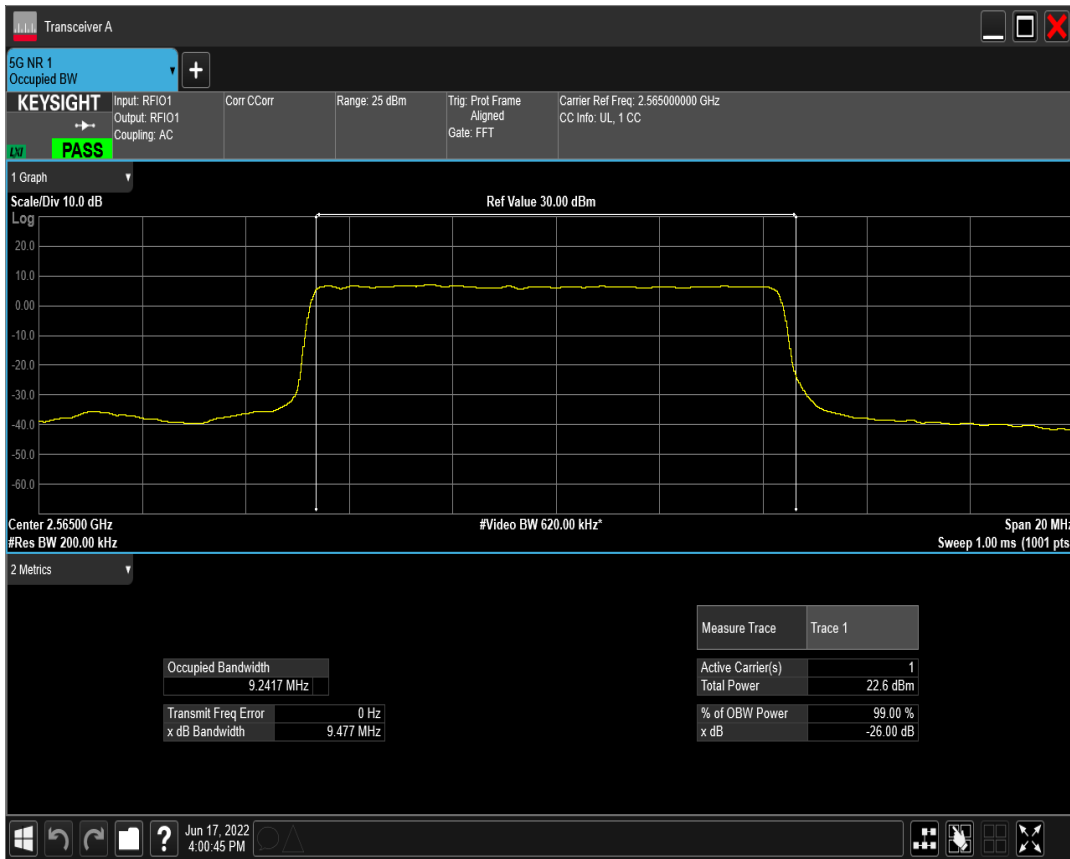 Transceiver A
5G NR 1
Occupied BW
KEYSIGHT
LXI
PASS
Input: RFIO1
Output: RFIO1
Coupling: AC
Corr CCorr
Range: 25 dBm
Trig: Prot Frame
Aligned
Gate: FFT
Carrier Ref Freq: 2.565000000 GHz
CC Info: UL, 1 CC
1 Graph
Scale/Div 10.0 dB
Ref Value 30.00 dBm
Log
20.0
10.0
0.00
-10.0
-20.0
-30.0
-40.0
-50.0
-60.0
Center 2.56500 GHz
#Video BW 620.00 kHz*
Span 20 MHz
#Res BW 200.00 kHz
Sweep 1.00 ms (1001 pts
2 Metrics
Measure Trace Trace 1
Occupied Bandwidth
9.2417 MHz
Active Carrier(s) 1
Total Power 22.6 dBm
Transmit Freq Error 0 Hz
x dB Bandwidth 9.477 MHz
% of OBW Power 99.00 %
x dB -26.00 dB
Jun 17, 2022
4:00:45 PM